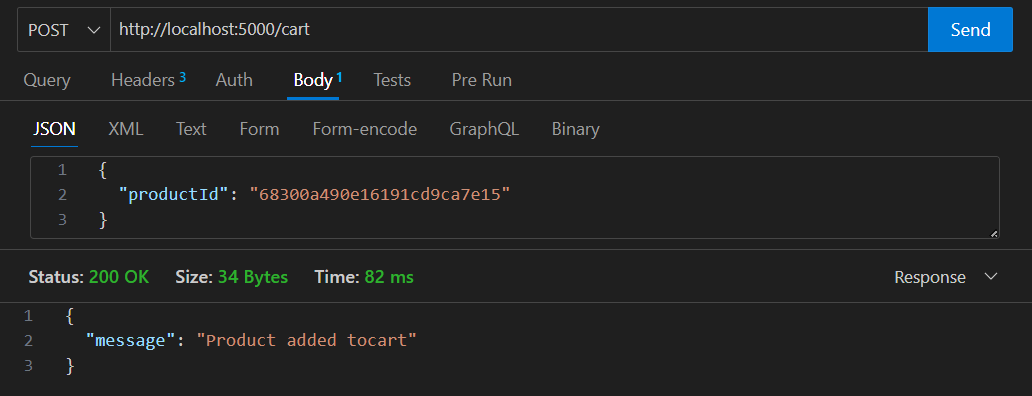 POST http://localhost:5000/cart Send
Query Headers 3 Auth Body 1 Tests Pre Run
JSON XML Text Form Form-encode GraphQL Binary
1 {
2 "productId": "68300a490e16191cd9ca7e15"
3 }
Status: 200 OK Size: 34 Bytes Time: 82 ms Response
1 {
2 "message": "Product added tocart"
3 }